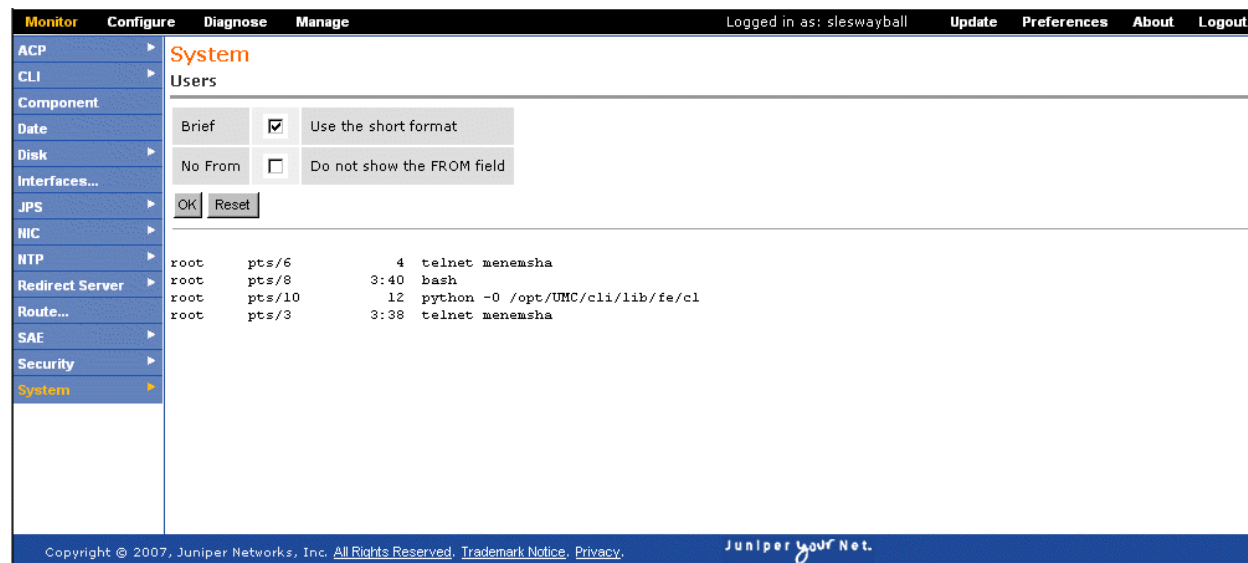 Monitor Configure Diagnose Manage Logged in as: sleswayball Update Preferences About Logout
ACP
CLI
Component
Date
Disk
Interfaces...
JPS
NIC
NTP
Redirect Server
Route...
SAE
Security
System
System
Users
Brief Use the short format
No From Do not show the FROM field
OK Reset
root pts/6 4 telnet menemsha
root pts/8 3:40 bash
root pts/10 12 python -O /opt/UMC/cli/lib/fe/cl
root pts/3 3:38 telnet menemsha
Copyright © 2007, Juniper Networks, Inc. All Rights Reserved. Trademark Notice. Privacy. Juniper your Net.